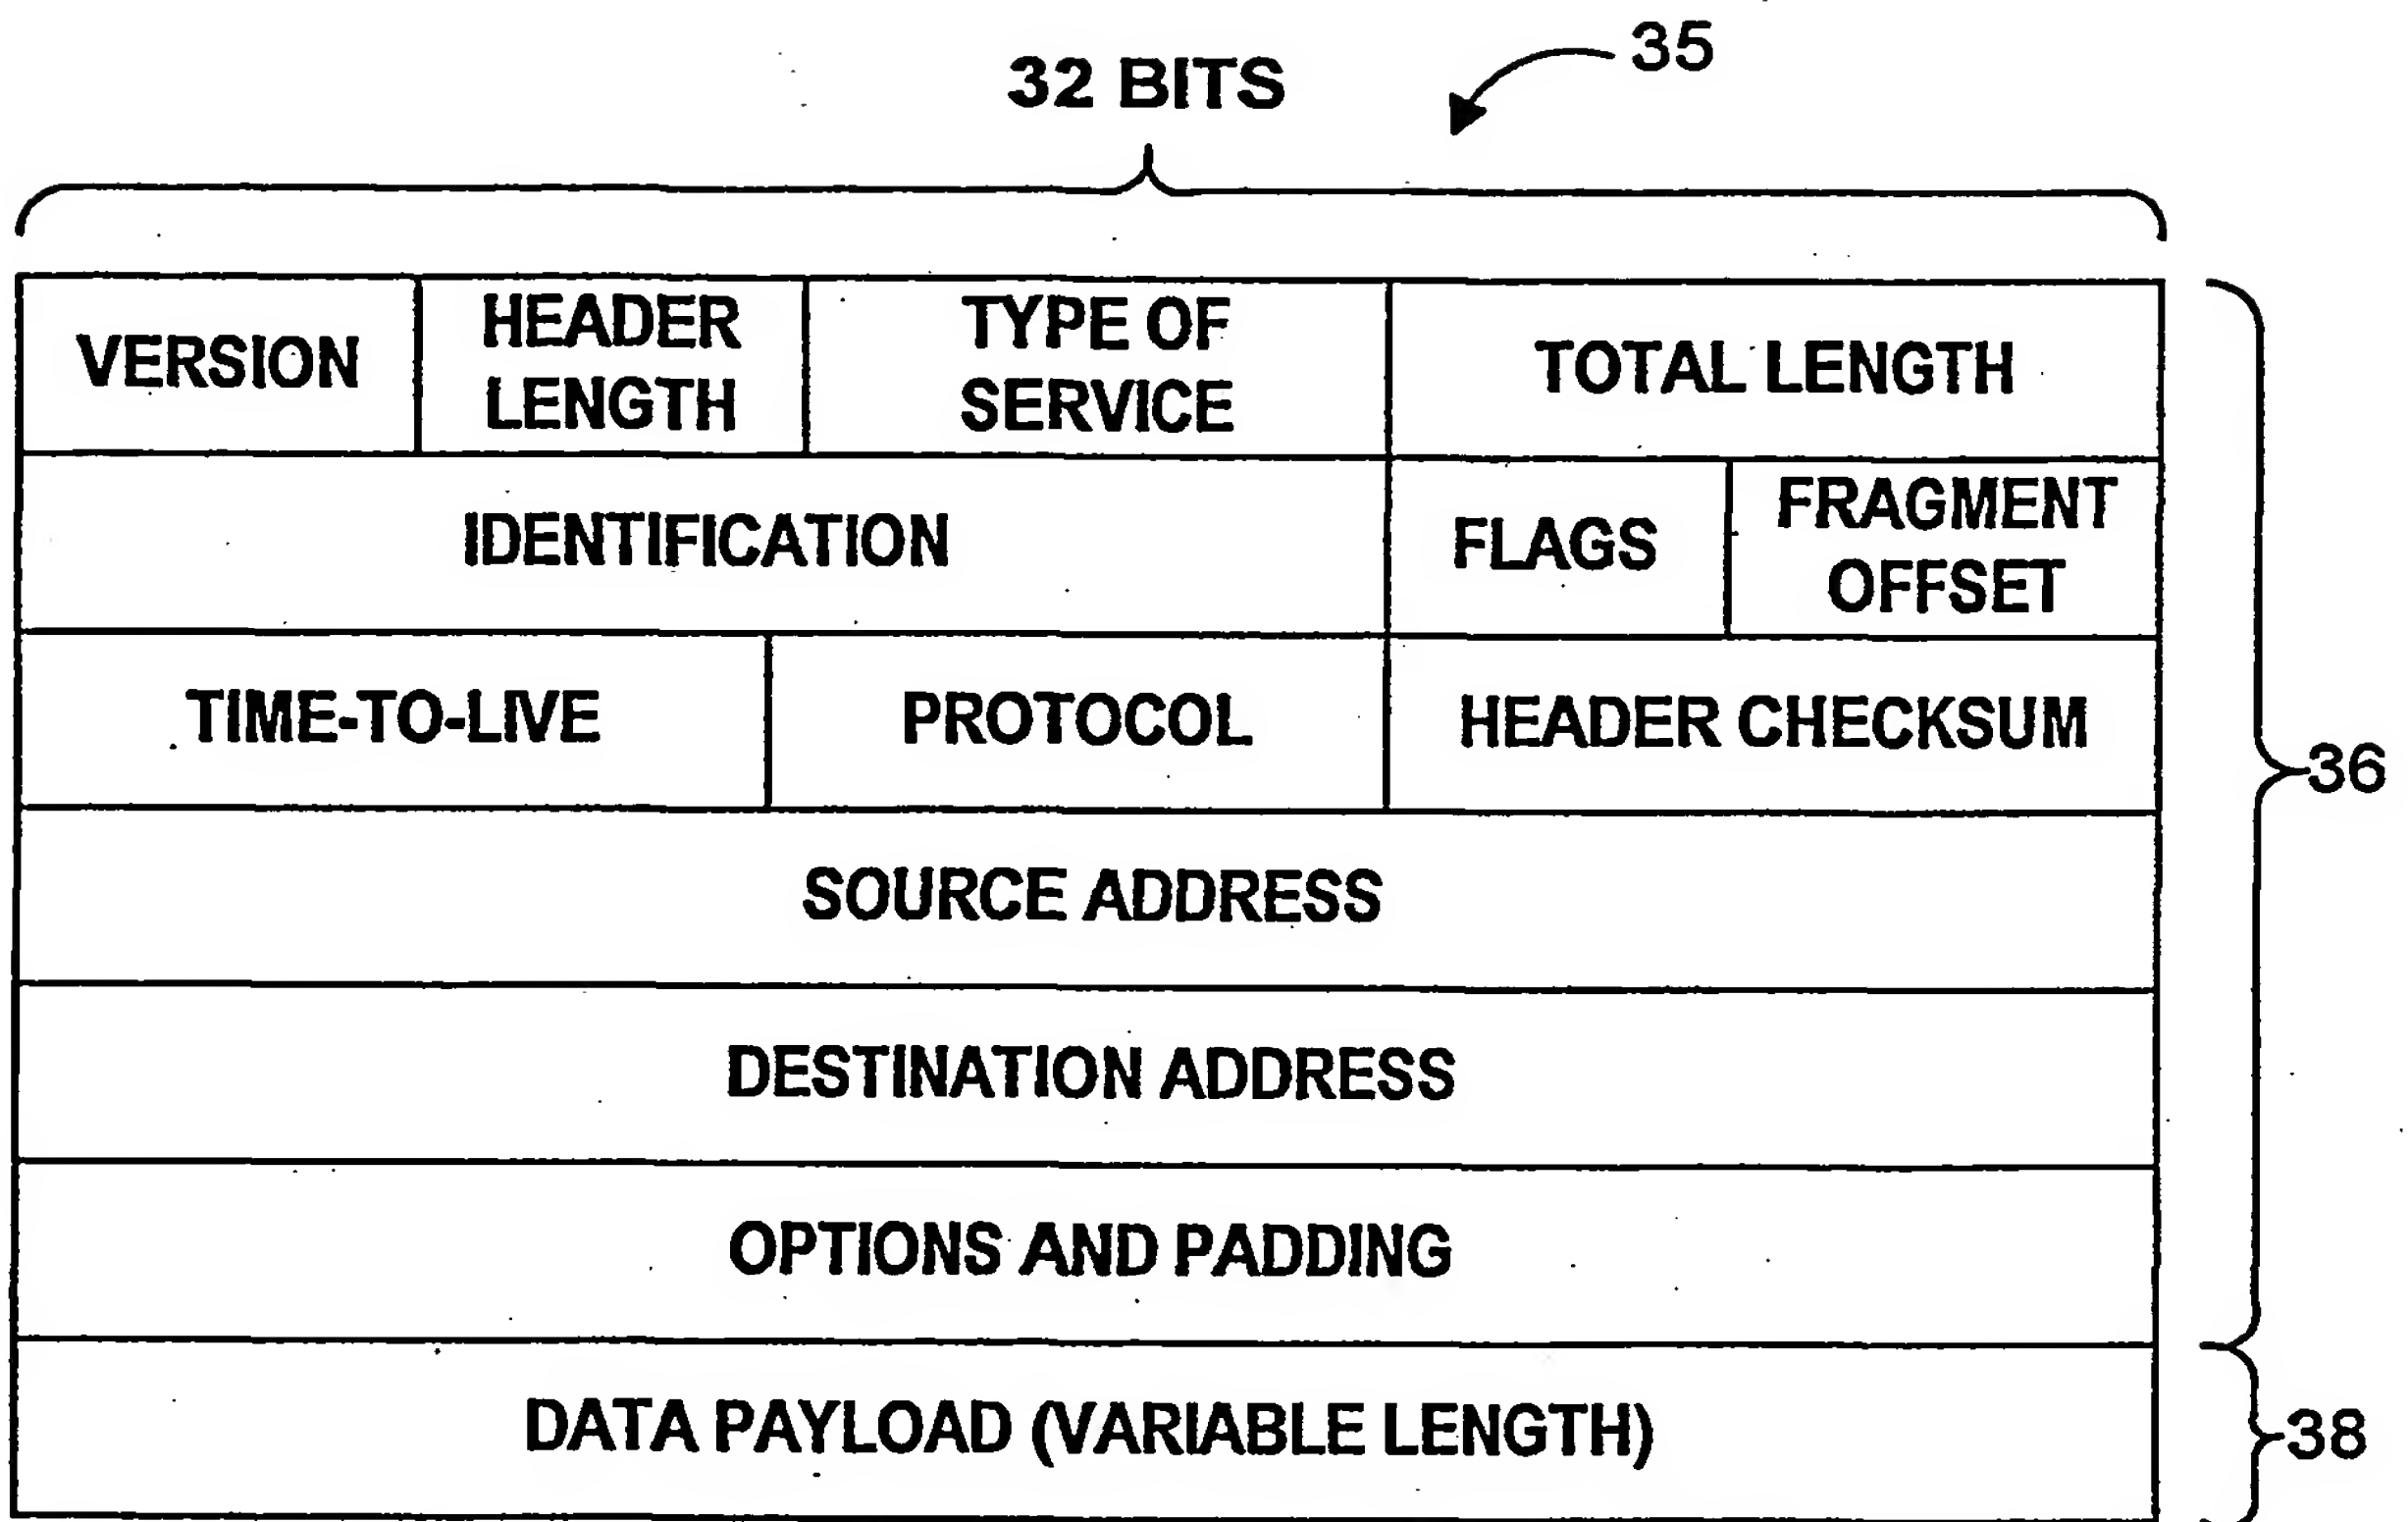 32 BITS
35
VERSION
HEADER
LENGTH
TYPE OF
SERVICE
TOTAL LENGTH
IDENTIFICATION
FLAGS
FRAGMENT
OFFSET
TIME-TO-LIVE
PROTOCOL
HEADER CHECKSUM
36
SOURCE ADDRESS
DESTINATION ADDRESS
OPTIONS AND PADDING
DATA PAYLOAD (VARIABLE LENGTH)
38